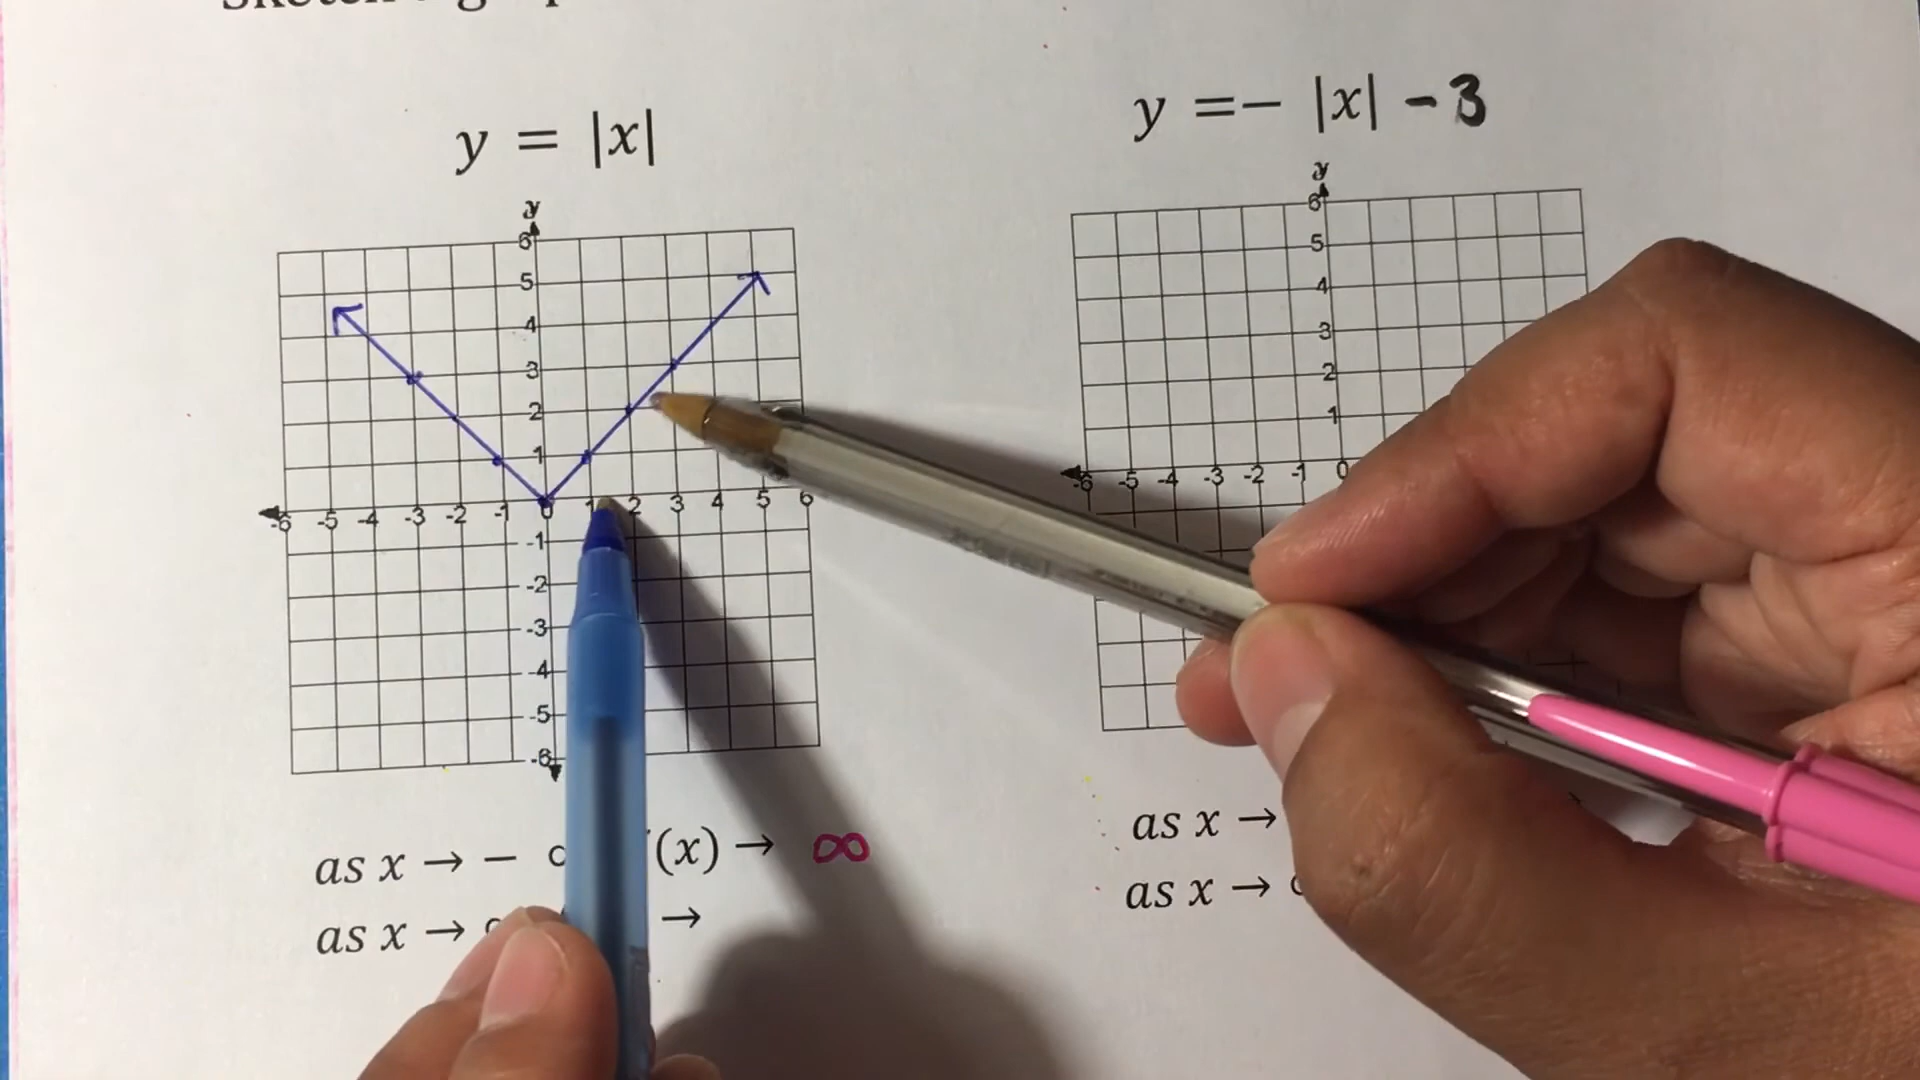 y = |x|
y =− |x| -3
y
6
5
4
3
2
1
-6 -5 -4 -3 -2 -1 0 1 2 3 4 5 6
-1
-2
-3
-4
-5
-6
y
6
5
4
3
2
1
-6 -5 -4 -3 -2 -1 0
as x → − (x) → ∞
as x → →
as x →
as x →